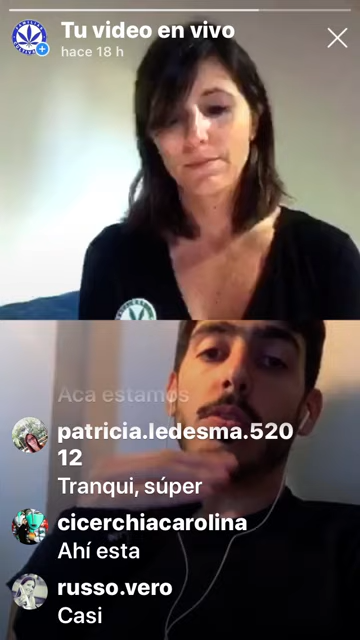 Tu video en vivo
hace 18 h
Aca estamos
patricia.ledesma.520
12
Tranqui, súper
cicerchiacarolina
Ahí esta
russo.vero
Casi